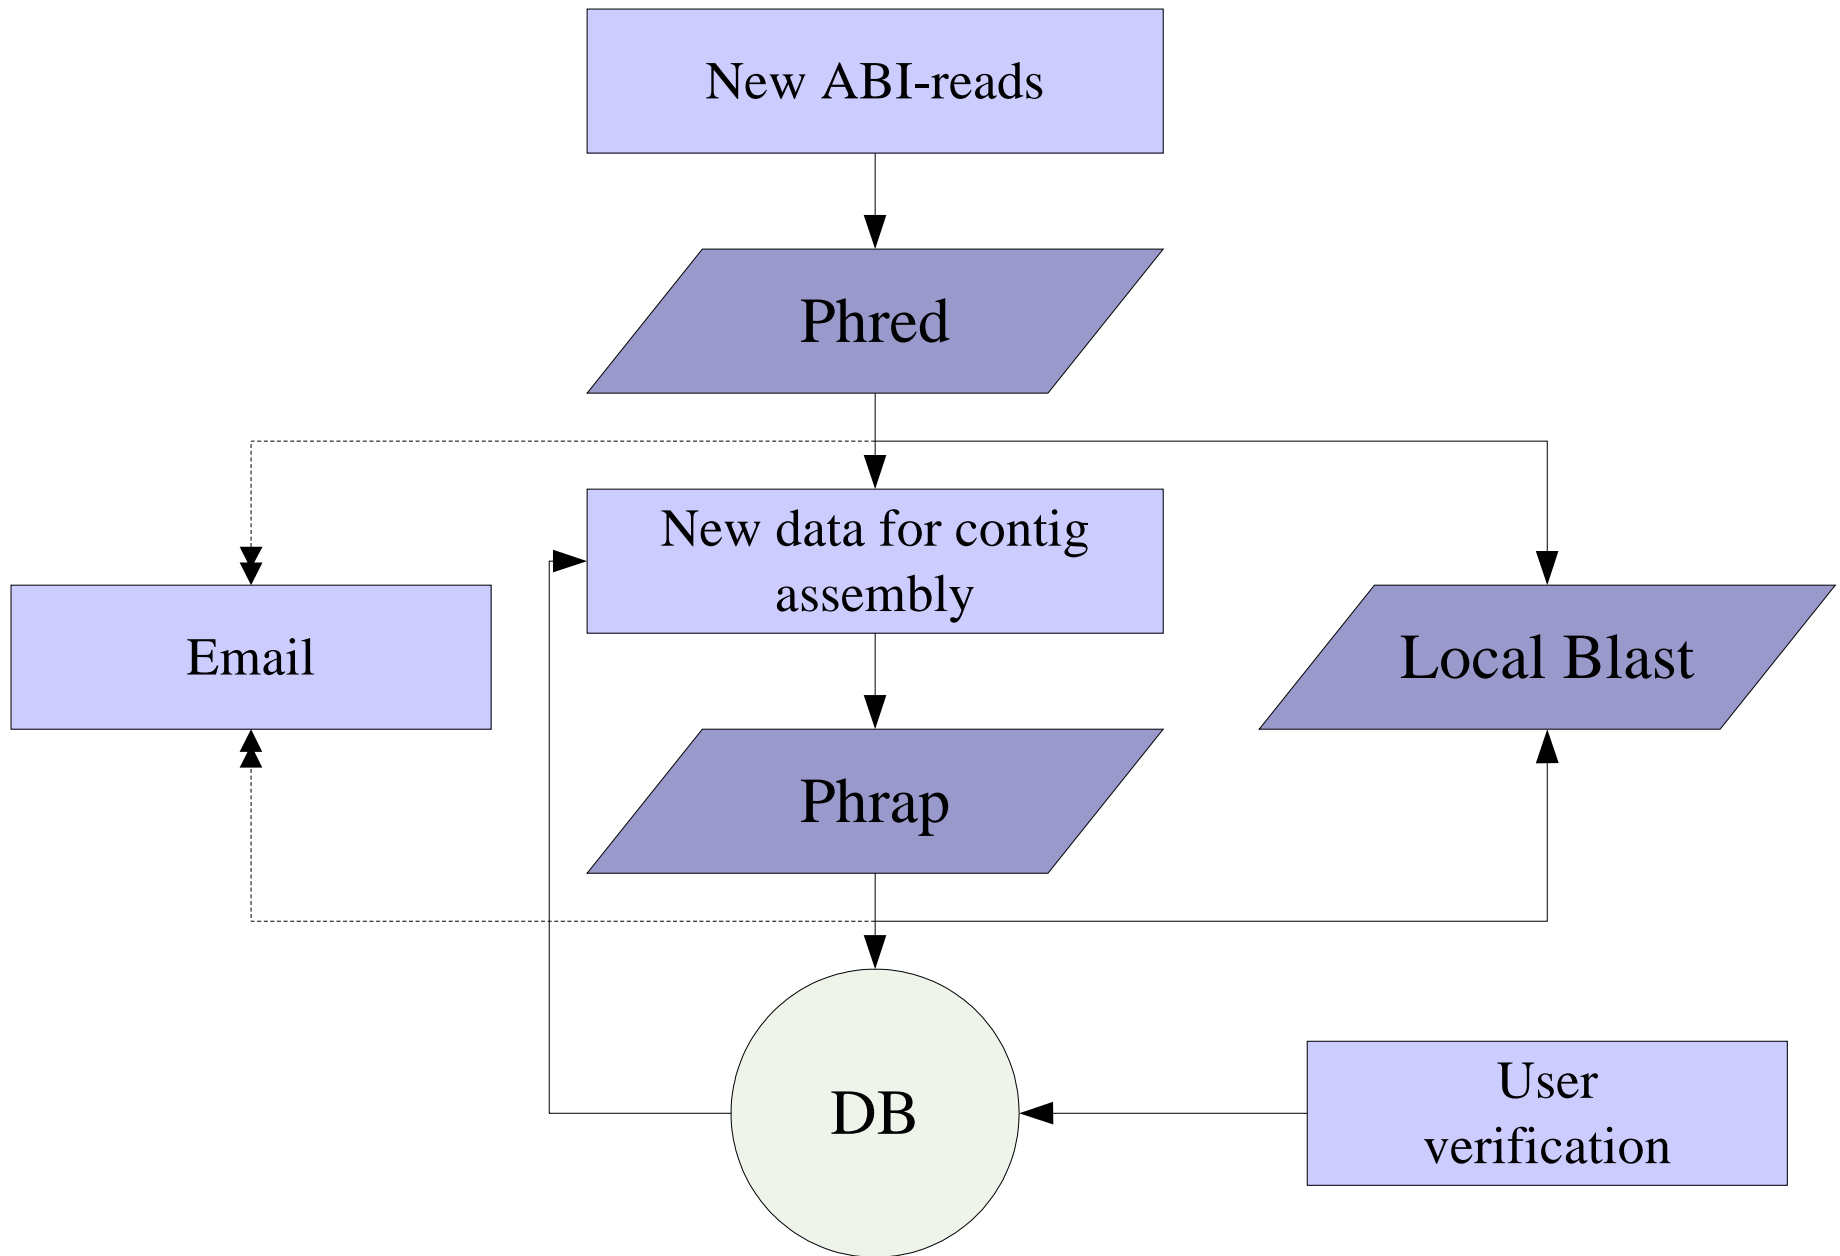 New ABI-reads
Phred
New data for contig
assembly
Email
Local Blast
Phrap
DB
User
verification